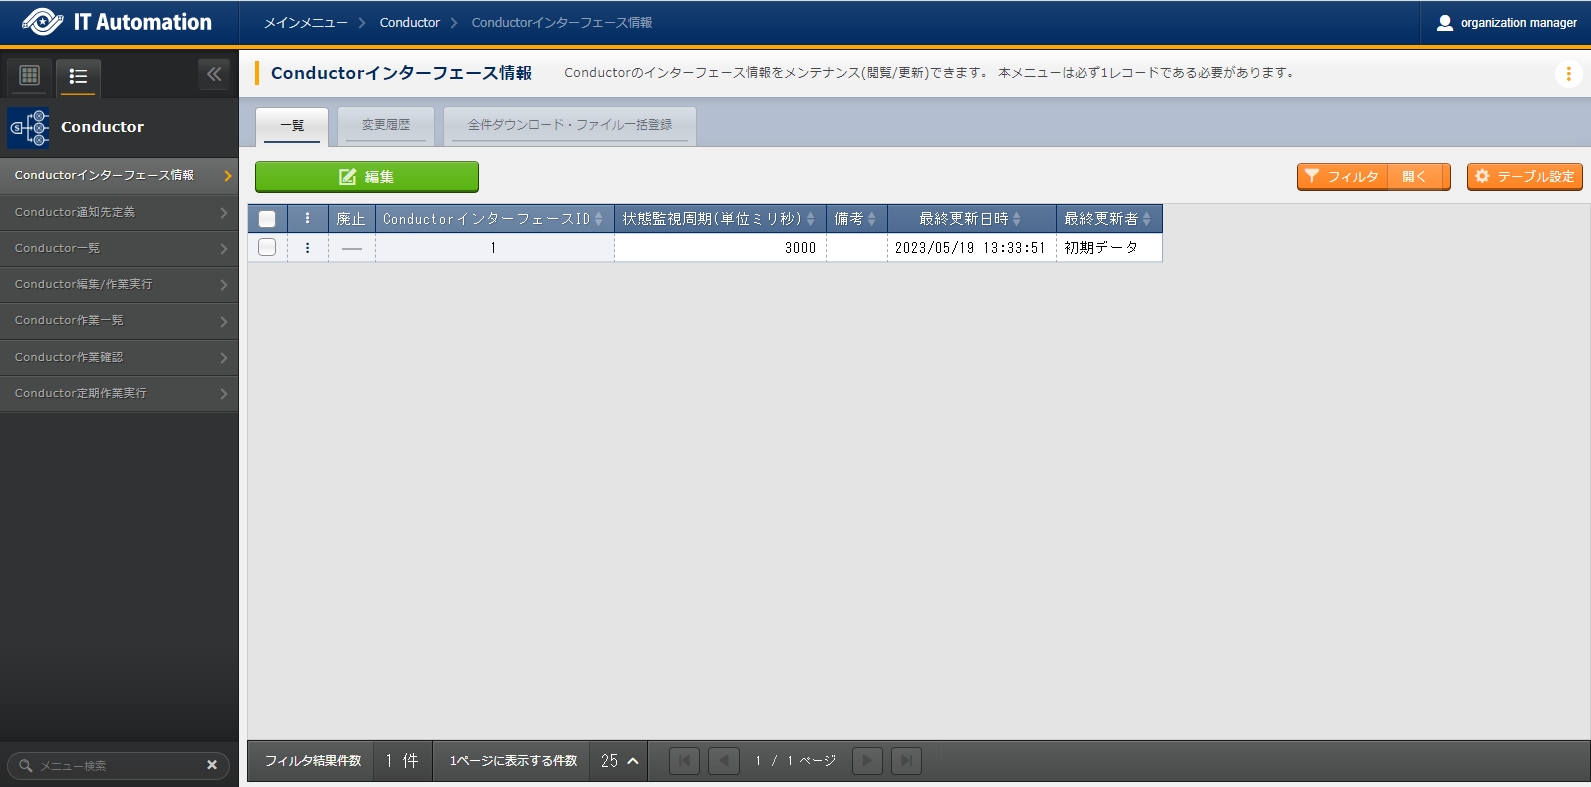 IT Automation
メインメニュー Conductor Conductorインターフェース情報
organization manager
Conductor
Conductorインターフェース情報
Conductor通知先定義
Conductor一覧
Conductor編集/作業実行
Conductor作業一覧
Conductor作業確認
Conductor定期作業実行
メニュー検索
Conductorインターフェース情報 Conductorのインターフェース情報をメンテナンス(閲覧/更新)できます。 本メニューは必ず1レコードである必要があります。
一覧 変更履歴 全件ダウンロード・ファイル一括登録
編集 フィルタ 開く テーブル設定
廃止 ConductorインターフェースID 状態監視周期(単位ミリ秒) 備考 最終更新日時 最終更新者
1 3000 2023/05/19 13:33:51 初期データ
フィルタ結果件数 1 件 1ページに表示する件数 25 1 / 1 ページ